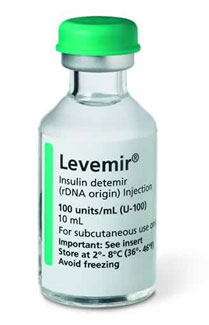 Levemir®
Insulin detemir
(rDNA origin) Injection
100 units/mL (U-100)
10 mL
For subcutaneous use
Important: See insert
Store at 2°- 8°C (36°- 46°F)
Avoid freezing